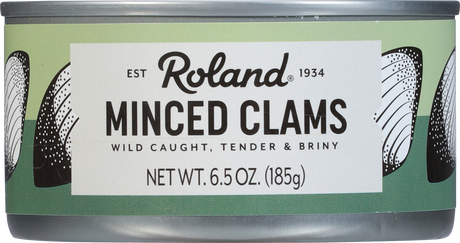 EST Roland® 1934
MINCED CLAMS
WILD CAUGHT, TENDER & BRINY
NET WT. 6.5 OZ. (185g)